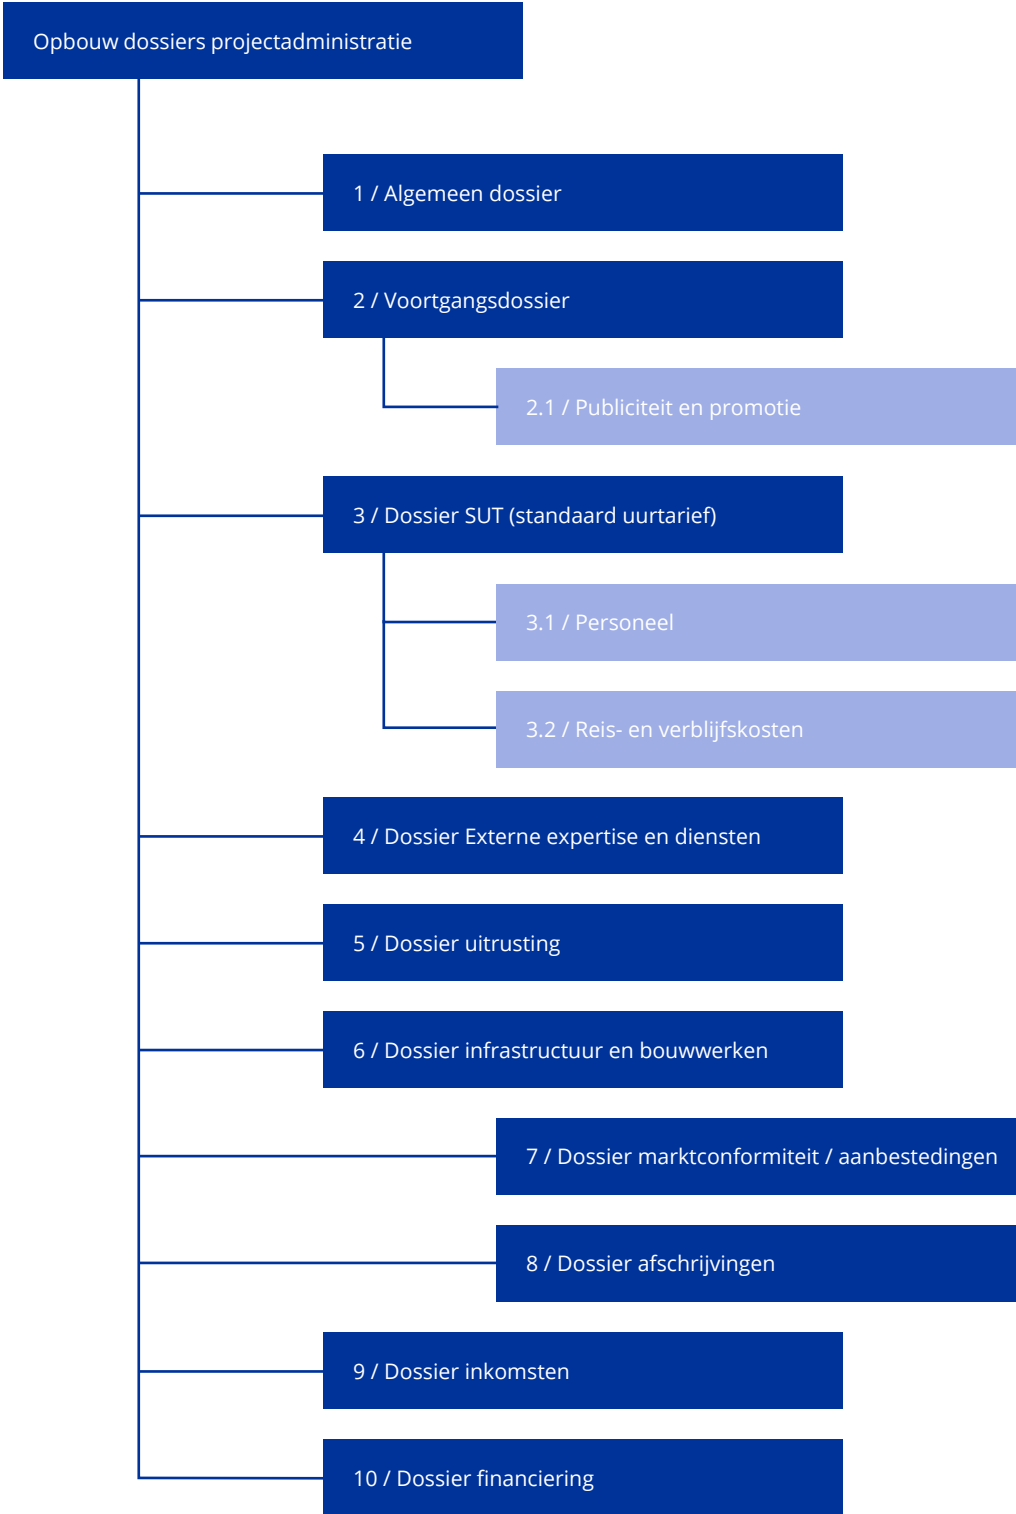 Opbouw dossiers projectadministratie
1 / Algemeen dossier
2 / Voortgangsdossier
2.1 / Publiciteit en promotie
3 / Dossier SUT (standaard uurtarief)
3.1 / Personeel
3.2 / Reis- en verblijfskosten
4 / Dossier Externe expertise en diensten
5 / Dossier uitrusting
6 / Dossier infrastructuur en bouwwerken
7 / Dossier marktconformiteit / aanbestedingen
8 / Dossier afschrijvingen
9 / Dossier inkomsten
10 / Dossier financiering